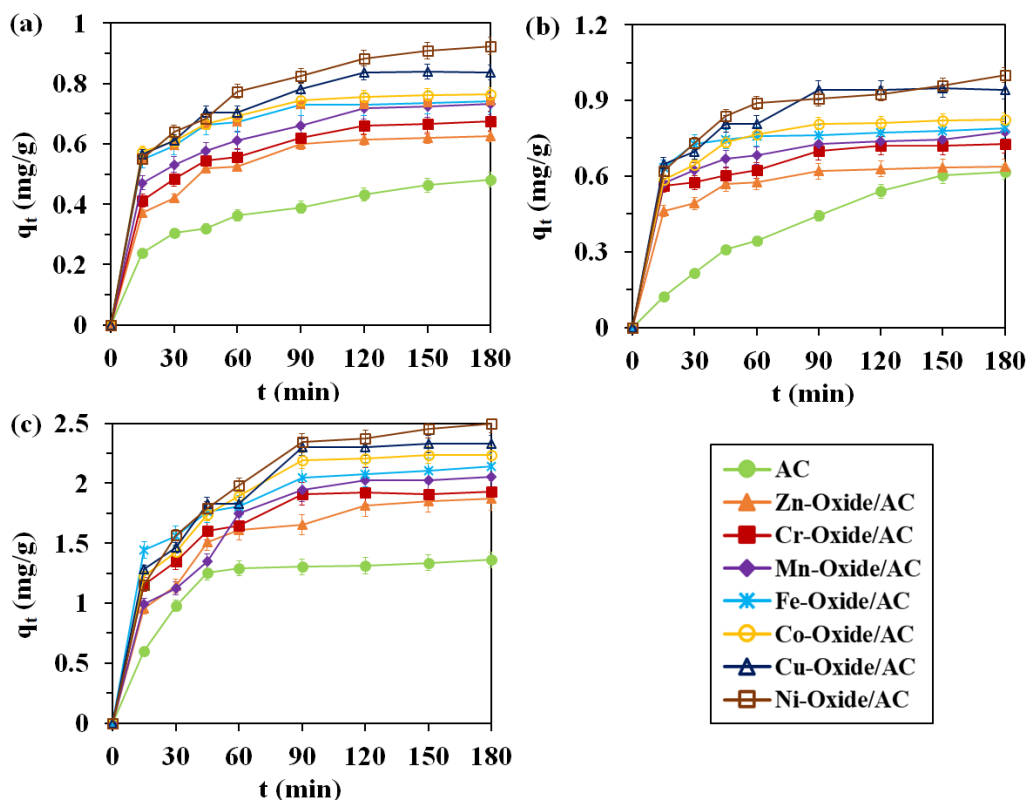 (a)
q_t (mg/g)
1
0.8
0.6
0.4
0.2
0
0 30 60 90 120 150 180
t (min)
(b)
q_t (mg/g)
1.2
0.9
0.6
0.3
0
0 30 60 90 120 150 180
t (min)
(c)
q_t (mg/g)
2.5
2
1.5
1
0.5
0
0 30 60 90 120 150 180
t (min)
AC
Zn-Oxide/AC
Cr-Oxide/AC
Mn-Oxide/AC
Fe-Oxide/AC
Co-Oxide/AC
Cu-Oxide/AC
Ni-Oxide/AC